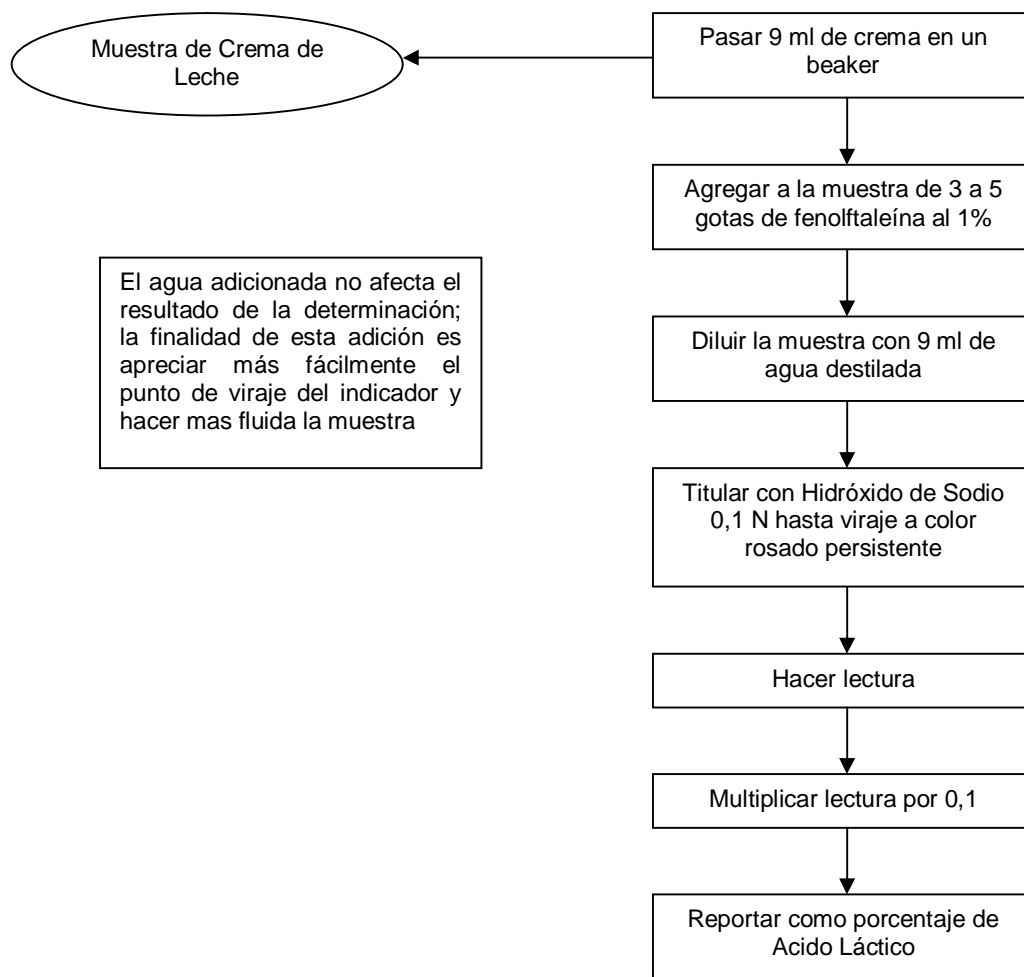 Muestra de Crema de
Leche
Pasar 9 ml de crema en un
beaker
Agregar a la muestra de 3 a 5
gotas de fenolftaleína al 1%
El agua adicionada no afecta el
resultado de la determinación;
la finalidad de esta adición es
apreciar más fácilmente el
punto de viraje del indicador y
hacer mas fluida la muestra
Diluir la muestra con 9 ml de
agua destilada
Titular con Hidróxido de Sodio
0,1 N hasta viraje a color
rosado persistente
Hacer lectura
Multiplicar lectura por 0,1
Reportar como porcentaje de
Acido Láctico